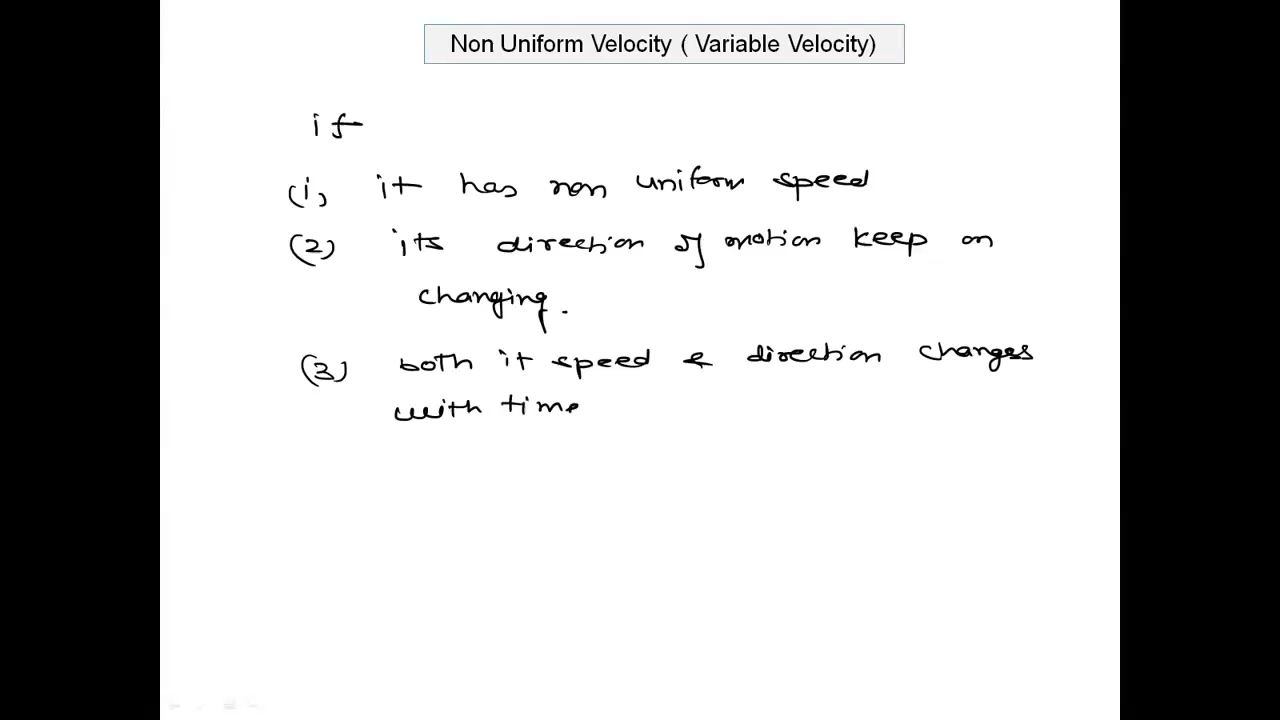 Non Uniform Velocity ( Variable Velocity)
if
(i) it has non uniform speed
(2) its direction of motion keep on
changing.
(3) both it speed & direction changes
with time